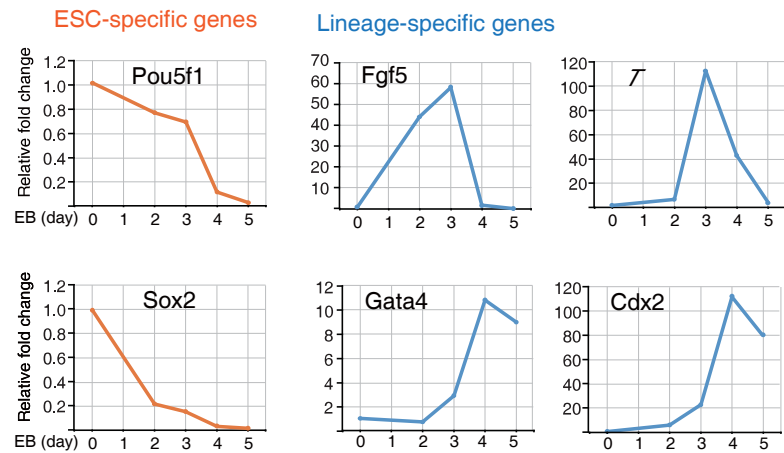 ESC-specific genes
Lineage-specific genes
Relative fold change
Pou5f1
1.2
1.0
0.8
0.6
0.4
0.2
EB (day) 0 1 2 3 4 5
Fgf5
70
60
50
40
30
20
10
0 1 2 3 4 5
T
120
100
80
60
40
20
0 1 2 3 4 5
Relative fold change
Sox2
1.2
1.0
0.8
0.6
0.4
0.2
EB (day) 0 1 2 3 4 5
Gata4
12
10
8
6
4
2
0 1 2 3 4 5
Cdx2
120
100
80
60
40
20
0 1 2 3 4 5